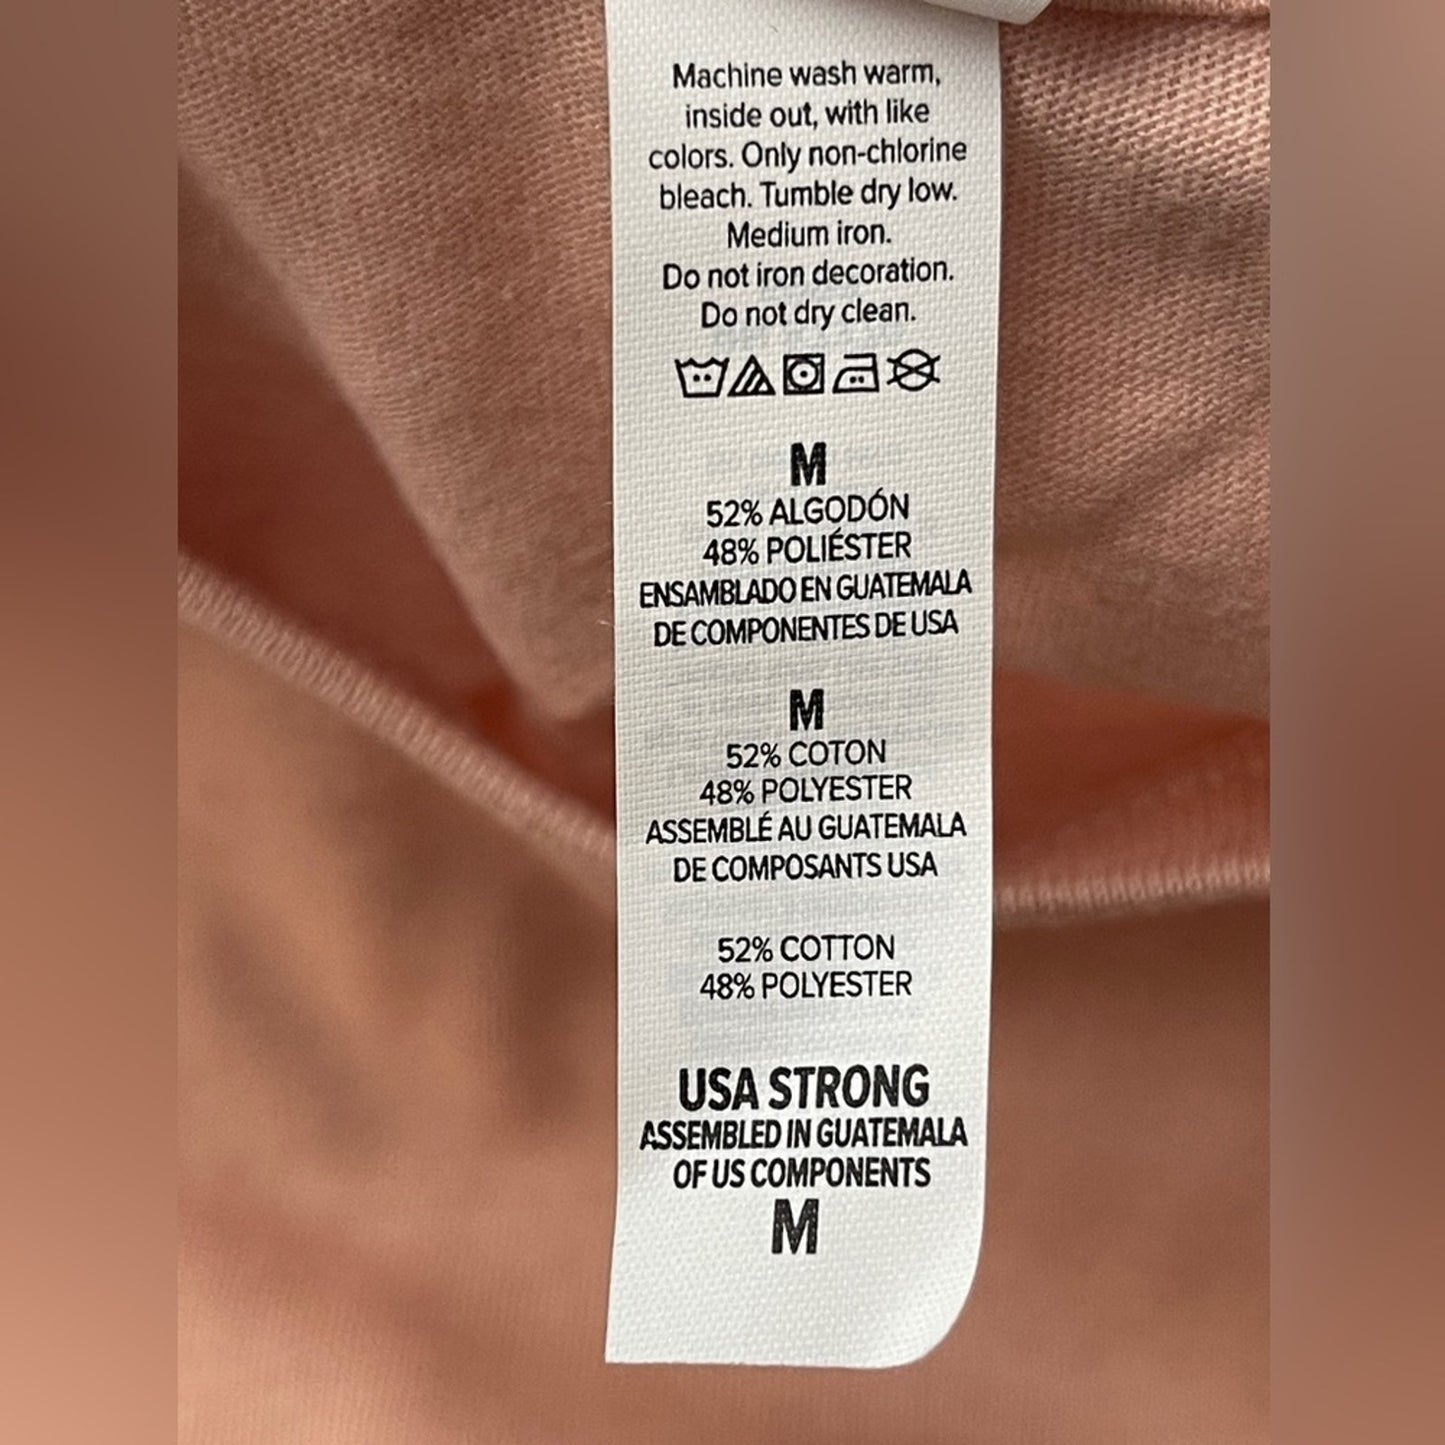 Machine wash warm,
inside out, with like
colors. Only non-chlorine
bleach. Tumble dry low.
Medium iron.
Do not iron decoration.
Do not dry clean.
M
52% ALGODÓN
48% POLIÉSTER
ENSAMBLADO EN GUATEMALA
DE COMPONENTES DE USA
M
52% COTON
48% POLYESTER
ASSEMBLÉ AU GUATEMALA
DE COMPOSANTS USA
52% COTTON
48% POLYESTER
USA STRONG
ASSEMBLED IN GUATEMALA
OF US COMPONENTS
M